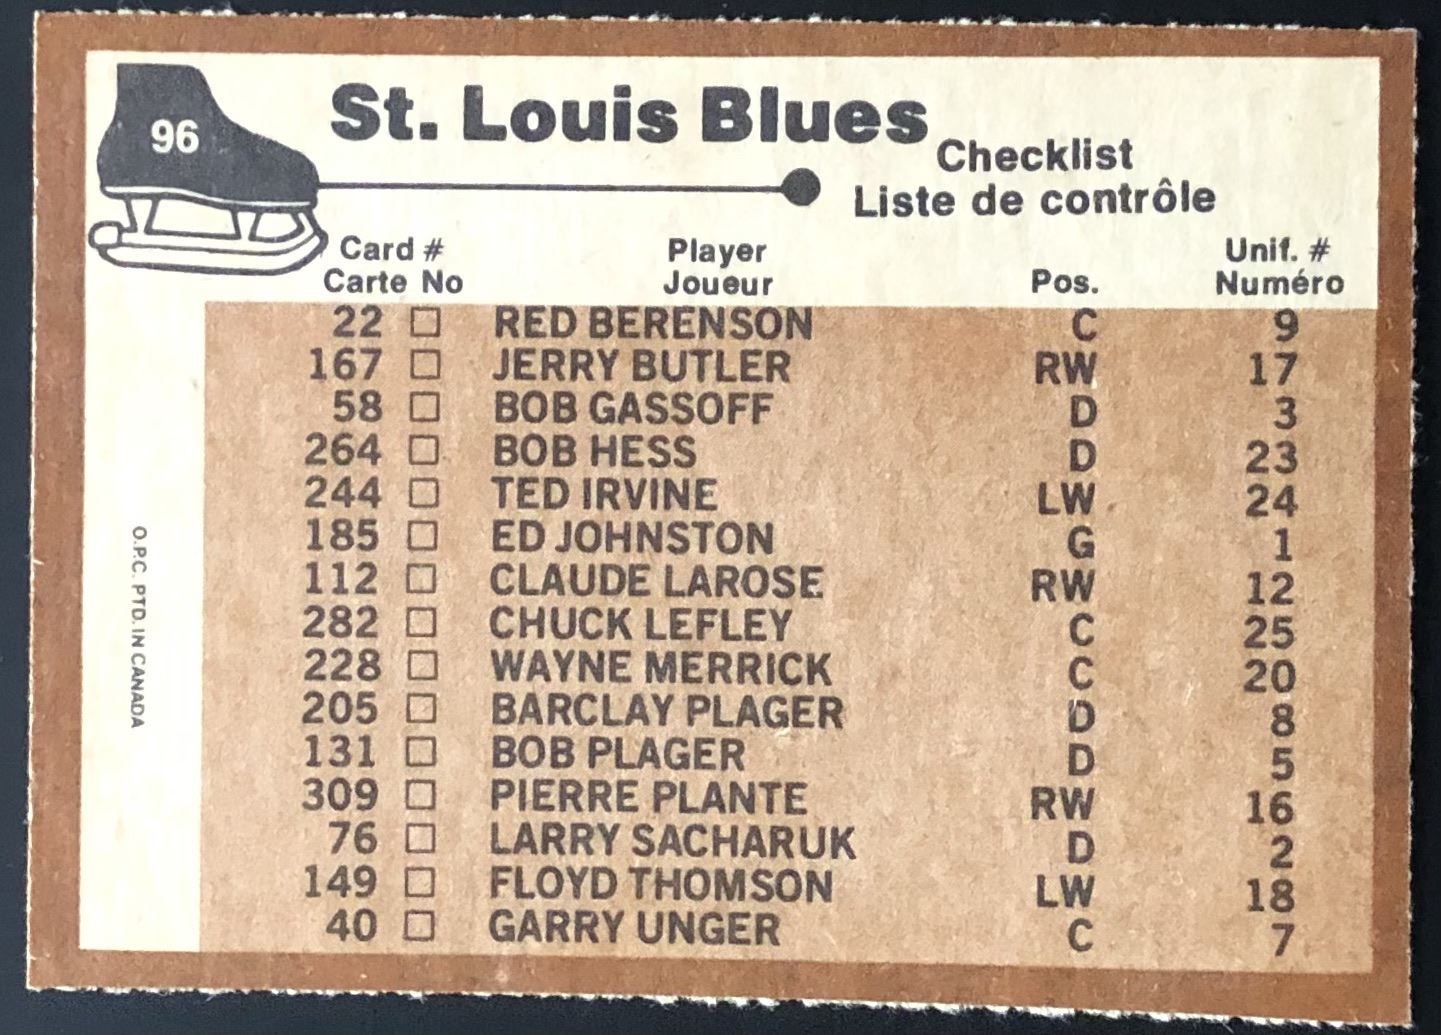 96
St. Louis Blues
Checklist
Liste de contrôle
Card # Player Unif. #
Carte No Joueur Pos. Numéro
22 □ RED BERENSON C 9
167 □ JERRY BUTLER RW 17
58 □ BOB GASSOFF D 3
264 □ BOB HESS D 23
244 □ TED IRVINE LW 24
185 □ ED JOHNSTON G 1
112 □ CLAUDE LAROSE RW 12
282 □ CHUCK LEFLEY C 25
228 □ WAYNE MERRICK C 20
205 □ BARCLAY PLAGER D 8
131 □ BOB PLAGER D 5
309 □ PIERRE PLANTE RW 16
76 □ LARRY SACHARUK D 2
149 □ FLOYD THOMSON LW 18
40 □ GARRY UNGER C 7
O.P.C. PTD. IN CANADA